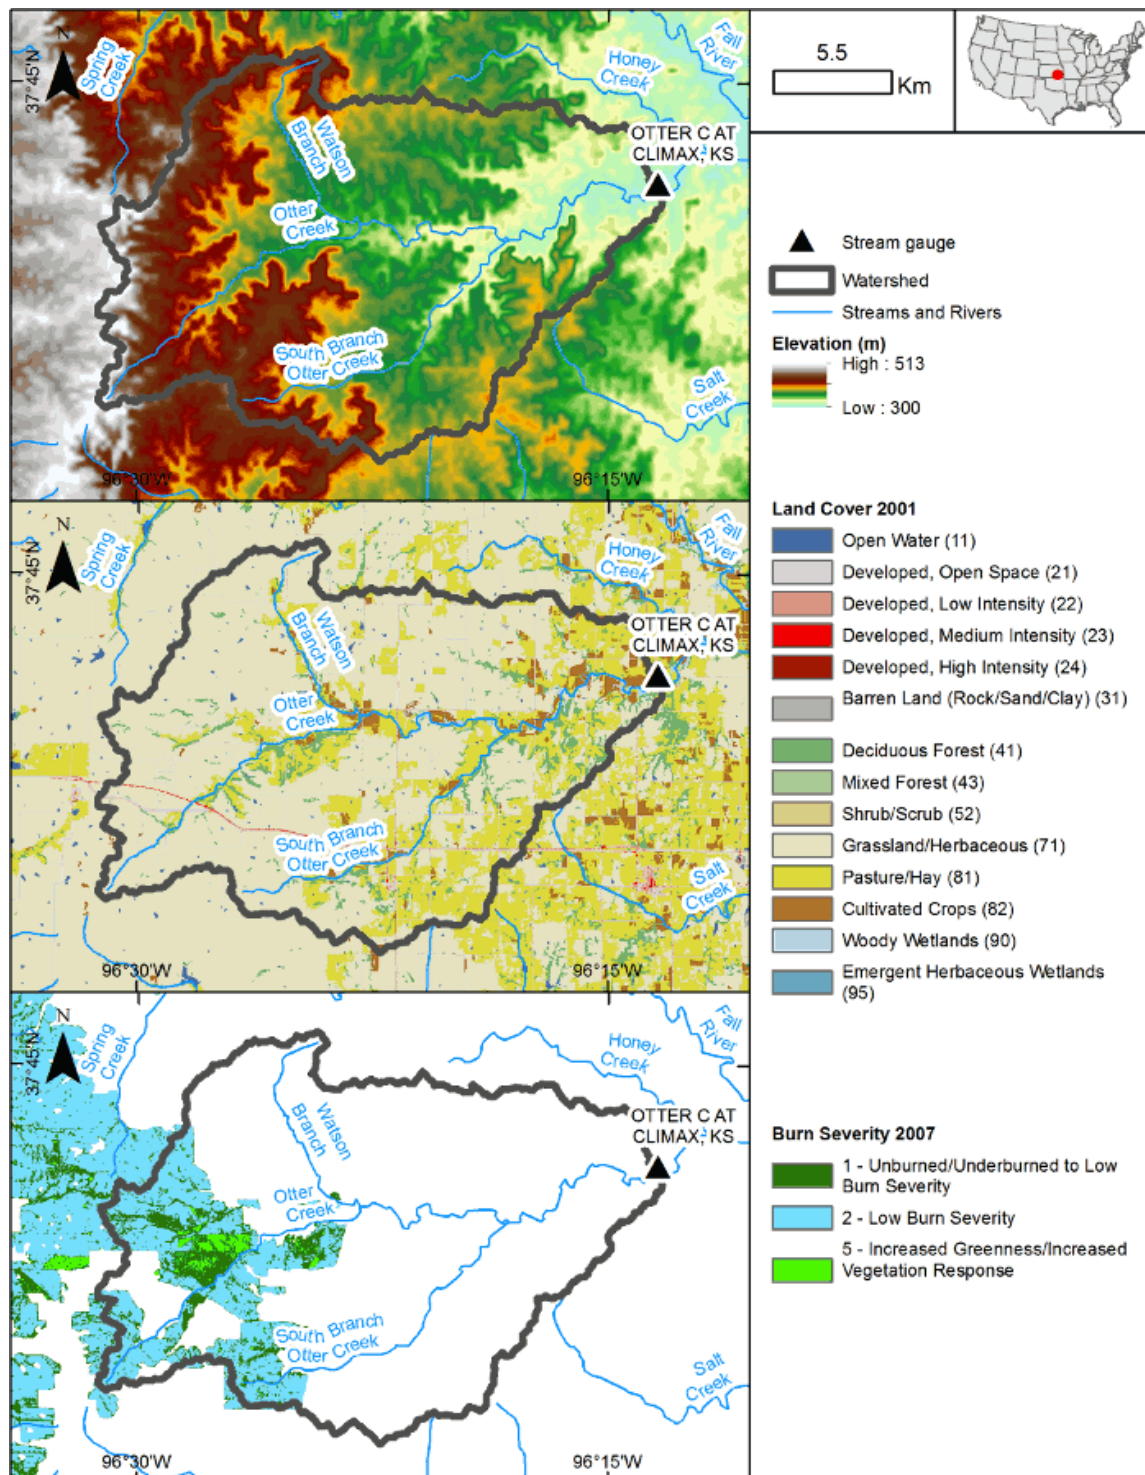 N
37°45'N
Spring
Creek
Watson
Branch
Otter
Creek
South Branch
Otter Creek
Honey
Creek
Fall
River
OTTER C AT
CLIMAX, KS
Salt
Creek
96°30'W
96°15'W
N
37°45'N
Spring
Creek
Watson
Branch
Otter
Creek
South Branch
Otter Creek
Honey
Creek
Fall
River
OTTER C AT
CLIMAX, KS
Salt
Creek
96°30'W
96°15'W
N
37°45'N
Spring
Creek
Watson
Branch
Otter
Creek
South Branch
Otter Creek
Honey
Creek
Fall
River
OTTER C AT
CLIMAX, KS
Salt
Creek
96°30'W
96°15'W
5.5
Km
Stream gauge
Watershed
Streams and Rivers
Elevation (m)
High : 513
Low : 300
Land Cover 2001
Open Water (11)
Developed, Open Space (21)
Developed, Low Intensity (22)
Developed, Medium Intensity (23)
Developed, High Intensity (24)
Barren Land (Rock/Sand/Clay) (31)
Deciduous Forest (41)
Mixed Forest (43)
Shrub/Scrub (52)
Grassland/Herbaceous (71)
Pasture/Hay (81)
Cultivated Crops (82)
Woody Wetlands (90)
Emergent Herbaceous Wetlands
(95)
Burn Severity 2007
1 - Unburned/Underburned to Low
Burn Severity
2 - Low Burn Severity
5 - Increased Greenness/Increased
Vegetation Response